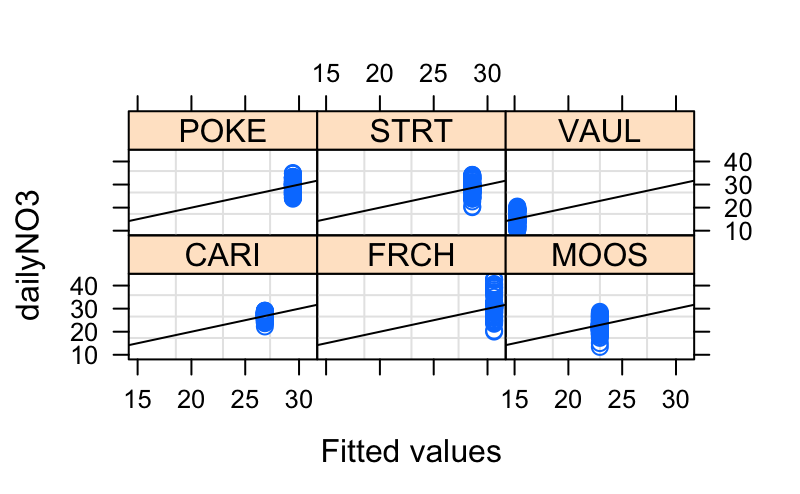 15 20 25 30
POKE STRT VAUL
40
30
20
10
CARI FRCH MOOS
40
30
20
10
15 20 25 30 15 20 25 30
Fitted values
dailyNO3